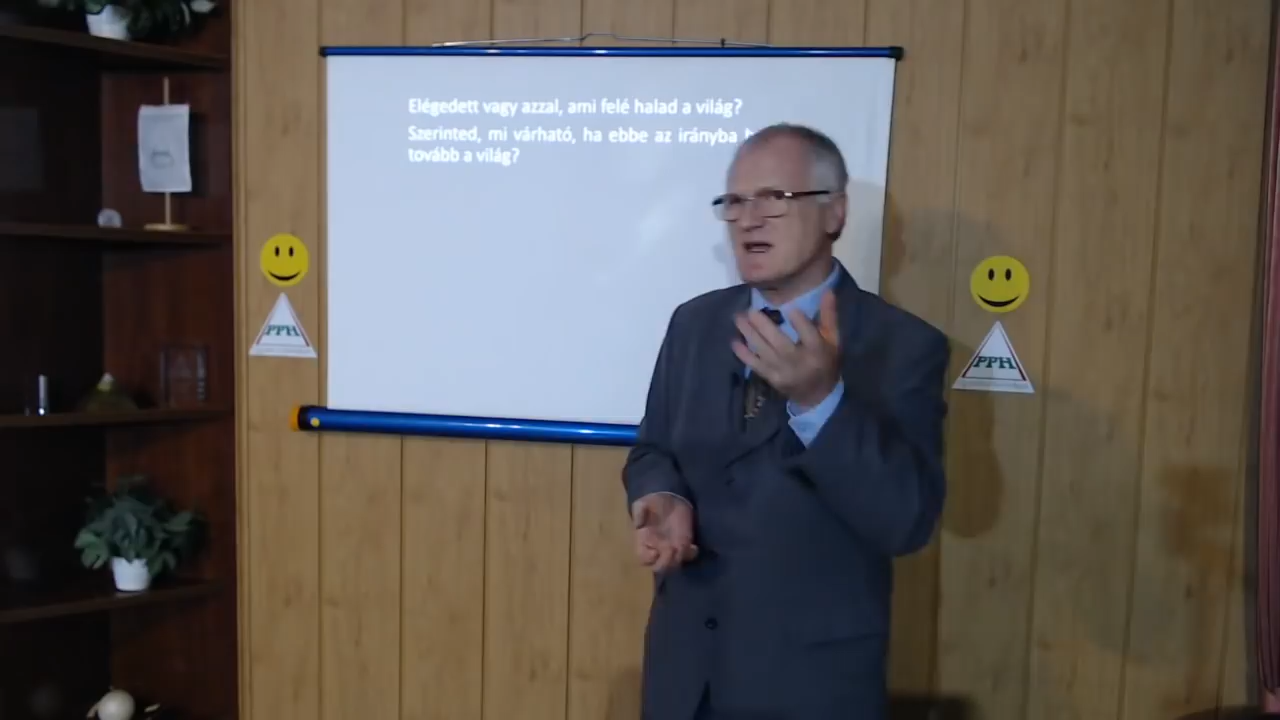 Elégedett vagy azzal, ami felé halad a világ?
Szerinted, mi várható, ha ebbe az irányba
tovább a világ?
PPH
PPH